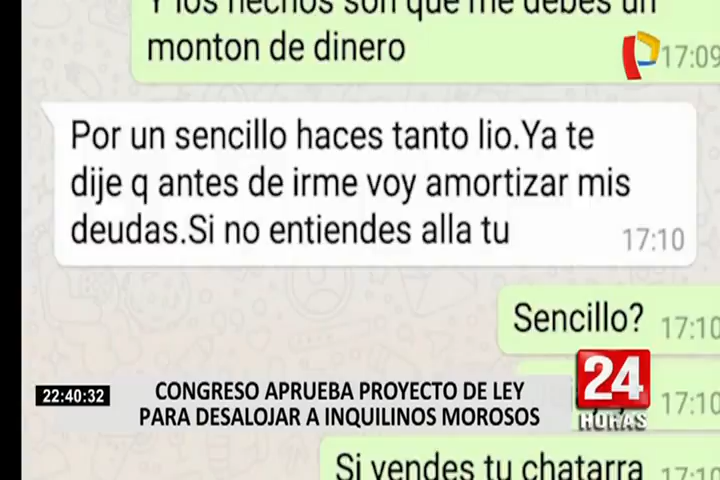 Y los hechos son que me debes un
monton de dinero
17:09
Por un sencillo haces tanto lio.Ya te
dije q antes de irme voy amortizar mis
deudas.Si no entiendes alla tu
17:10
Sencillo?
17:10
24
HORAS
17:10
22:40:32
CONGRESO APRUEBA PROYECTO DE LEY
PARA DESALOJAR A INQUILINOS MOROSOS
Si vendes tu chatarra
17:10